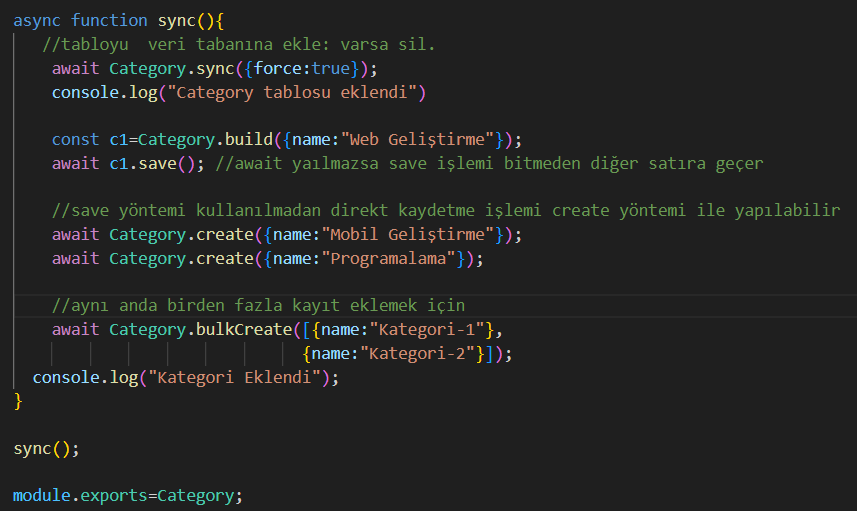 async function sync(){
//tabloyu  veri tabanına ekle: varsa sil.
await Category.sync({force:true});
console.log("Category tablosu eklendi")
const c1=Category.build({name:"Web Geliştirme"});
await c1.save(); //await yaılmazsa save işlemi bitmeden diğer satıra geçer
//save yöntemi kullanılmadan direkt kaydetme işlemi create yöntemi ile yapılabilir
await Category.create({name:"Mobil Geliştirme"});
await Category.create({name:"Programalama"});
//aynı anda birden fazla kayıt eklemek için
await Category.bulkCreate([{name:"Kategori-1"},
{name:"Kategori-2"}]);
console.log("Kategori Eklendi");
}
sync();
module.exports=Category;